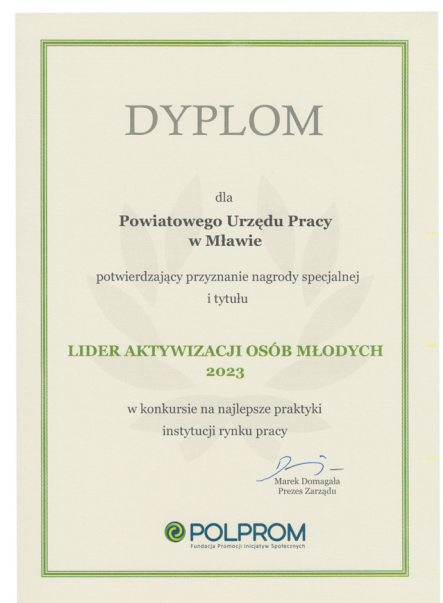 DYPLOM
dla
Powiatowego Urzędu Pracy
w Mławie
potwierdzający przyznanie nagrody specjalnej
i tytułu
LIDER AKTYWIZACJI OSÓB MŁODYCH
2023
w konkursie na najlepsze praktyki
instytucji rynku pracy
Marek Domagała
Prezes Zarządu
POLPROM
Fundacja Promocji Inicjatyw Społecznych